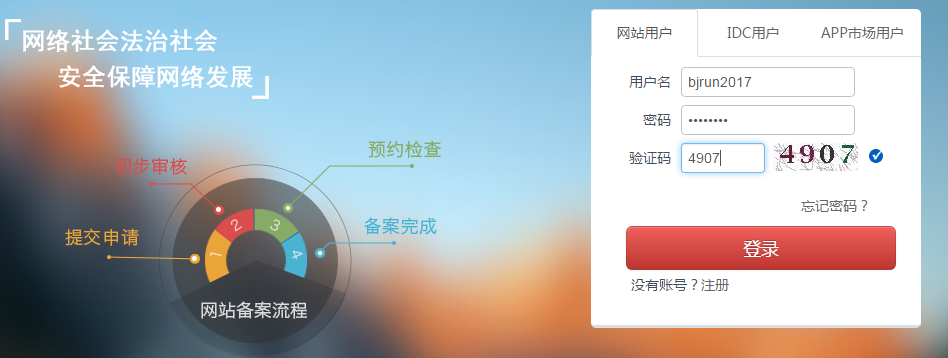 网络社会法治社会
安全保障网络发展
初步审核
预约检查
提交申请
备案完成
1
2
3
4
网站备案流程
网站用户
IDC用户
APP市场用户
用户名
bjrun2017
密码
••••••••
验证码
4907
4907
忘记密码？
登录
没有账号？注册